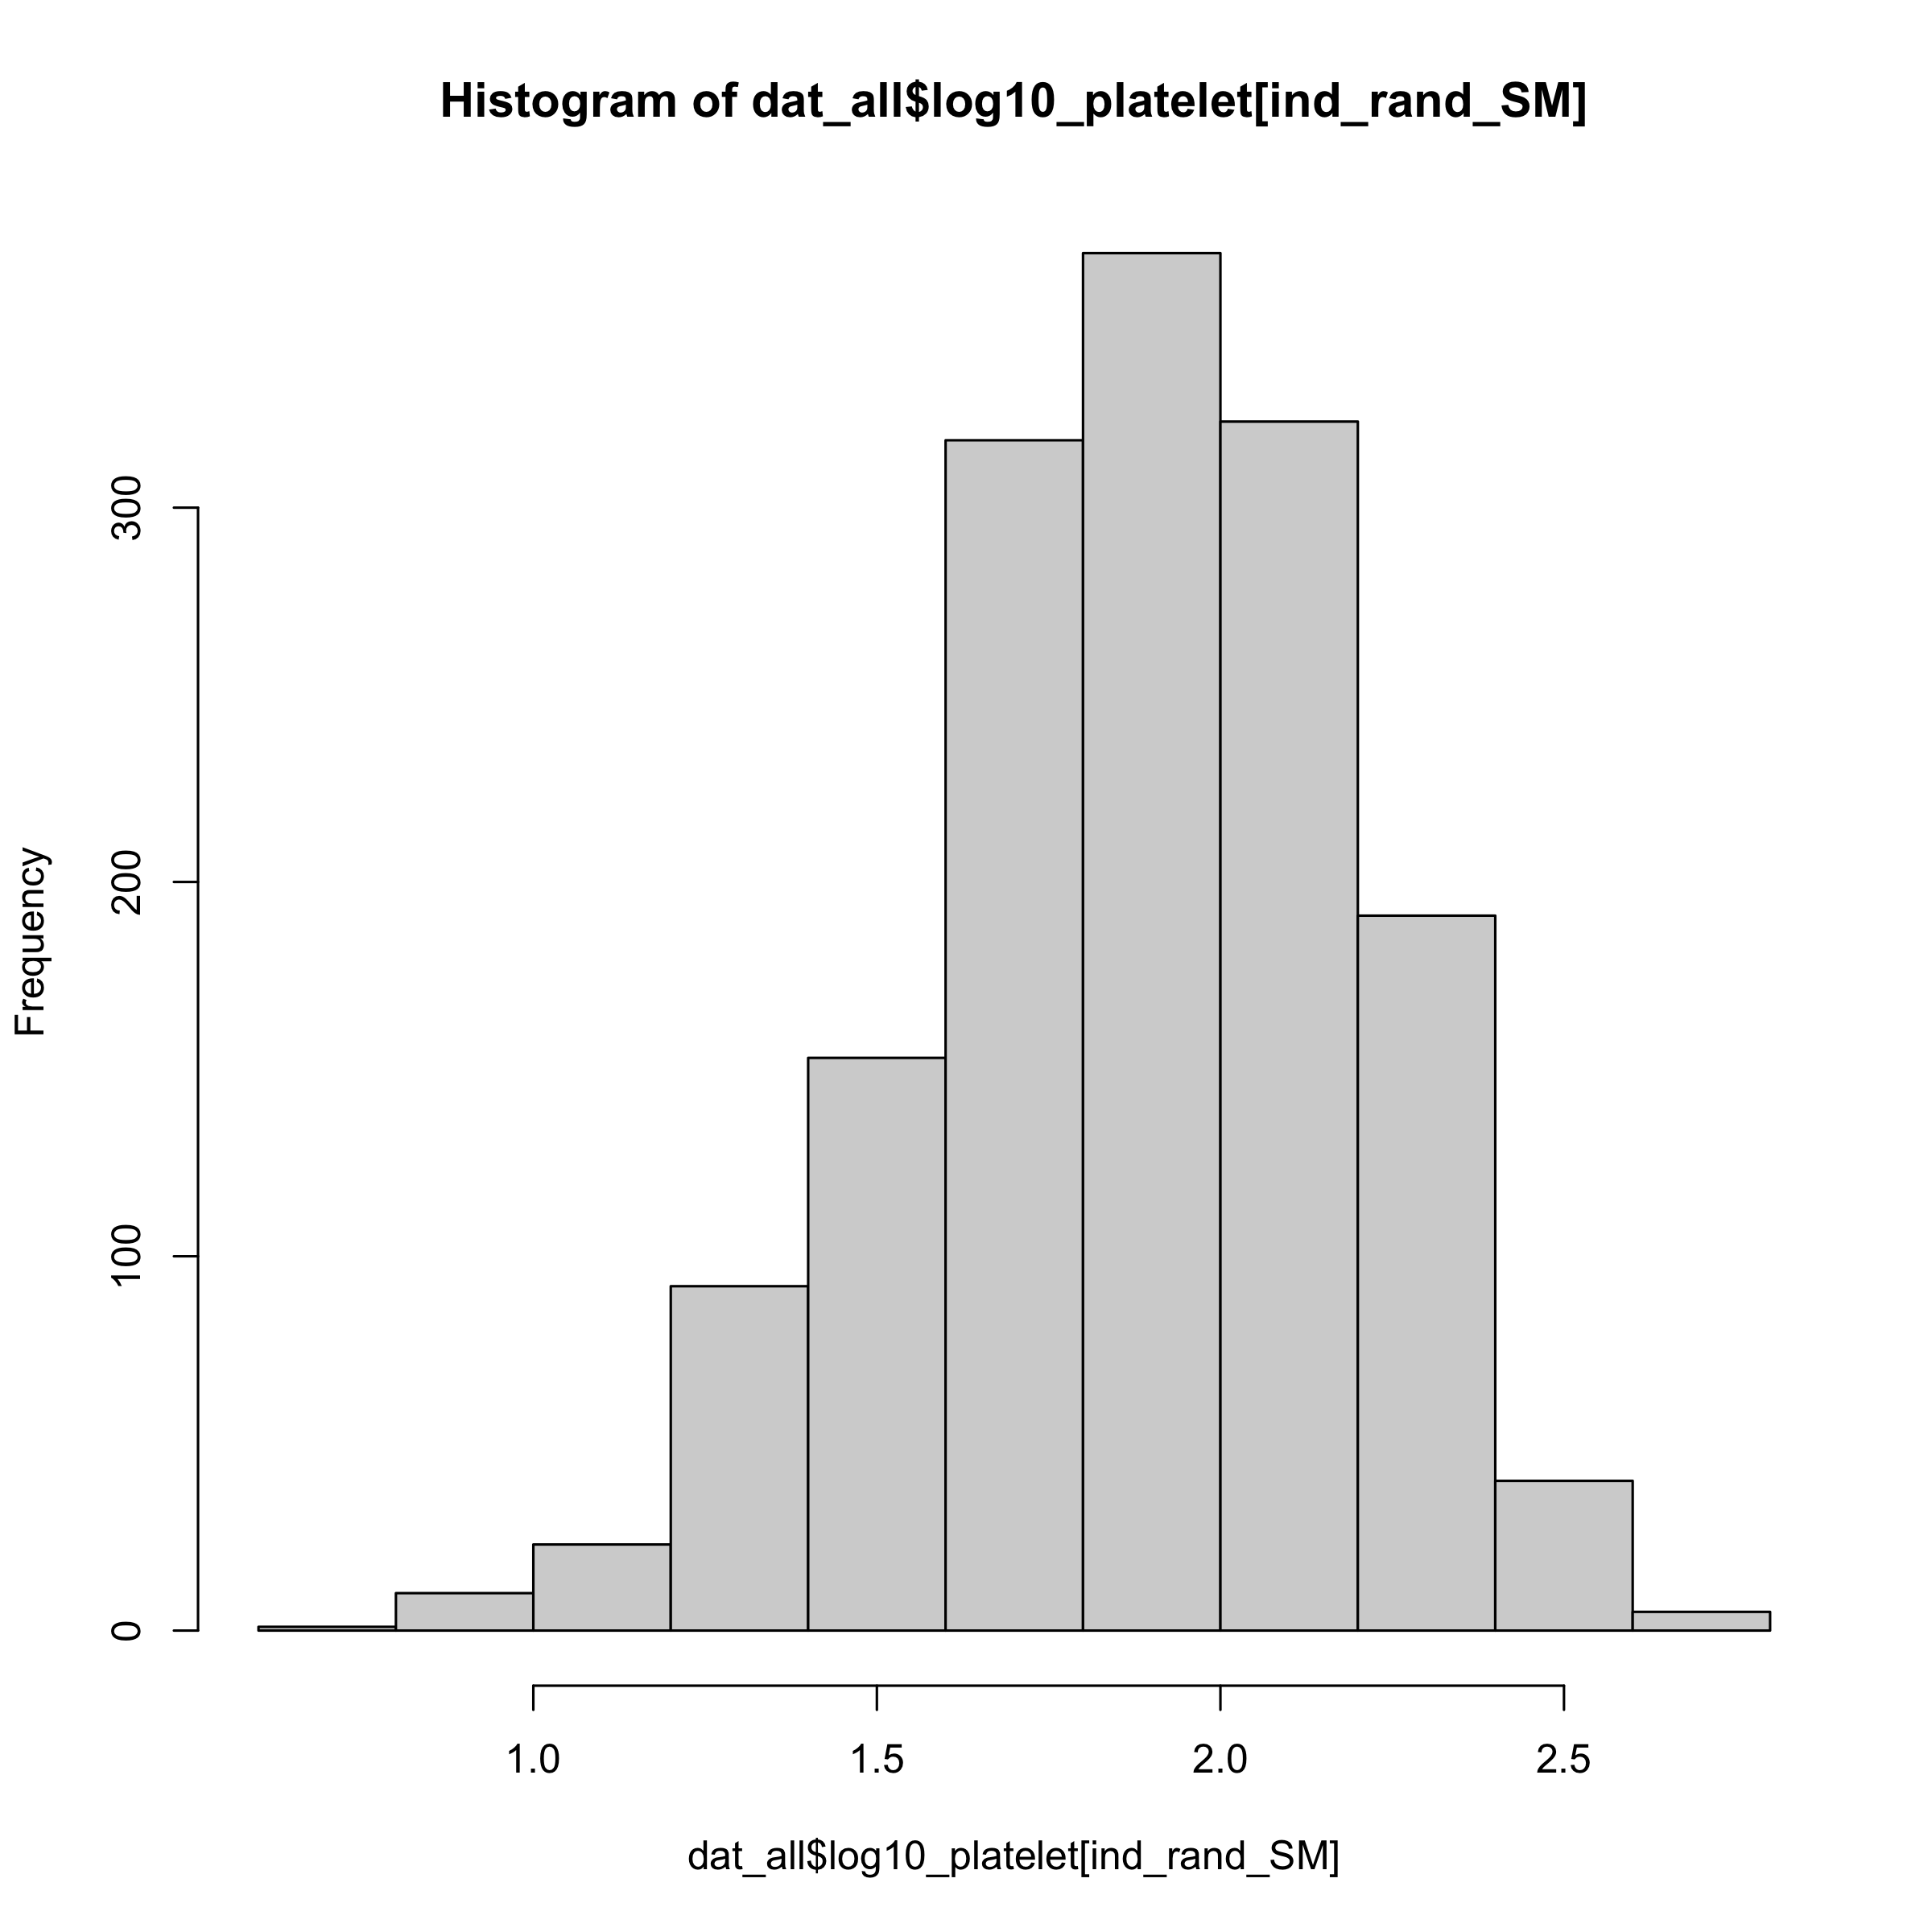 Histogram of dat_all$log10_platelet[ind_rand_SM]
Frequency
300
200
100
0
1.0 1.5 2.0 2.5
dat_all$log10_platelet[ind_rand_SM]